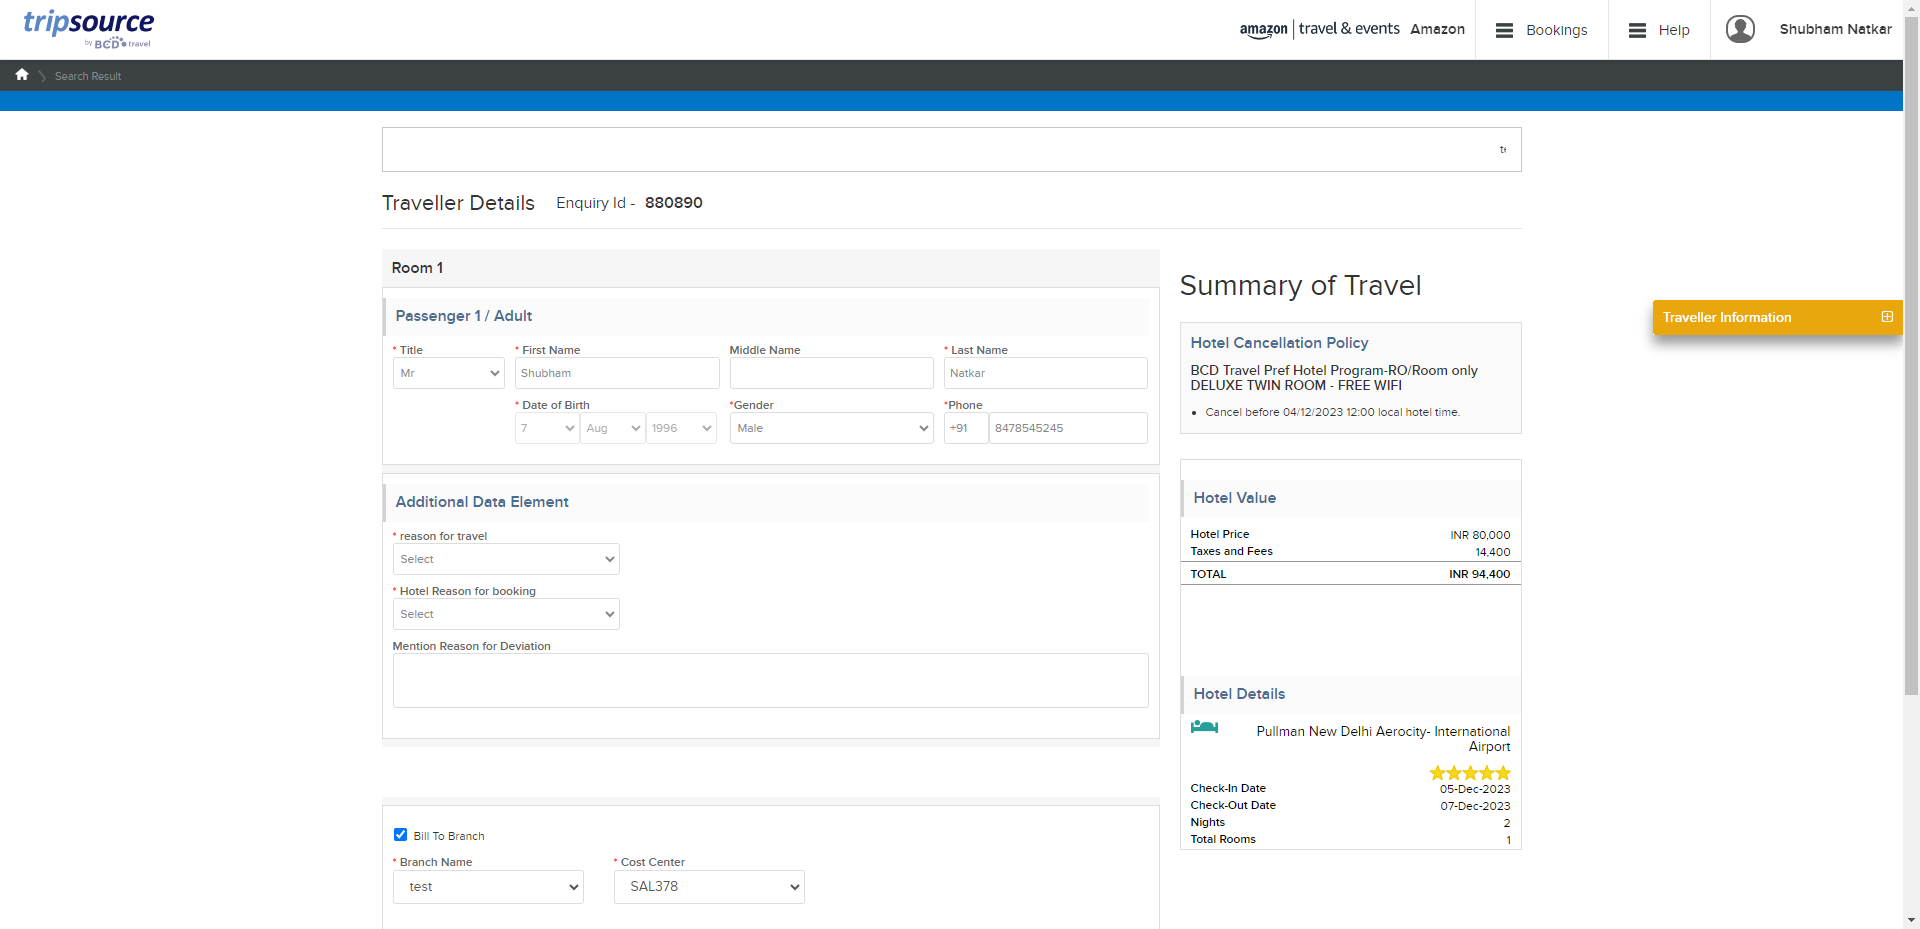 tripsource
by BCD travel
amazon | travel & events Amazon
Bookings
Help
Shubham Natkar
Search Result
Traveller Details Enquiry Id - 880890
Room 1
Passenger 1 / Adult
* Title * First Name Middle Name * Last Name
Mr Shubham Natkar
* Date of Birth *Gender *Phone
7 Aug 1996 Male +91 8478545245
Additional Data Element
* reason for travel
Select
* Hotel Reason for booking
Select
Mention Reason for Deviation
Bill To Branch
* Branch Name * Cost Center
test SAL378
Summary of Travel
Hotel Cancellation Policy
BCD Travel Pref Hotel Program-RO/Room only
DELUXE TWIN ROOM - FREE WIFI
• Cancel before 04/12/2023 12:00 local hotel time.
Hotel Value
Hotel Price INR 80,000
Taxes and Fees 14,400
TOTAL INR 94,400
Hotel Details
Pullman New Delhi Aerocity- International
Airport
Check-In Date 05-Dec-2023
Check-Out Date 07-Dec-2023
Nights 2
Total Rooms 1
Traveller Information